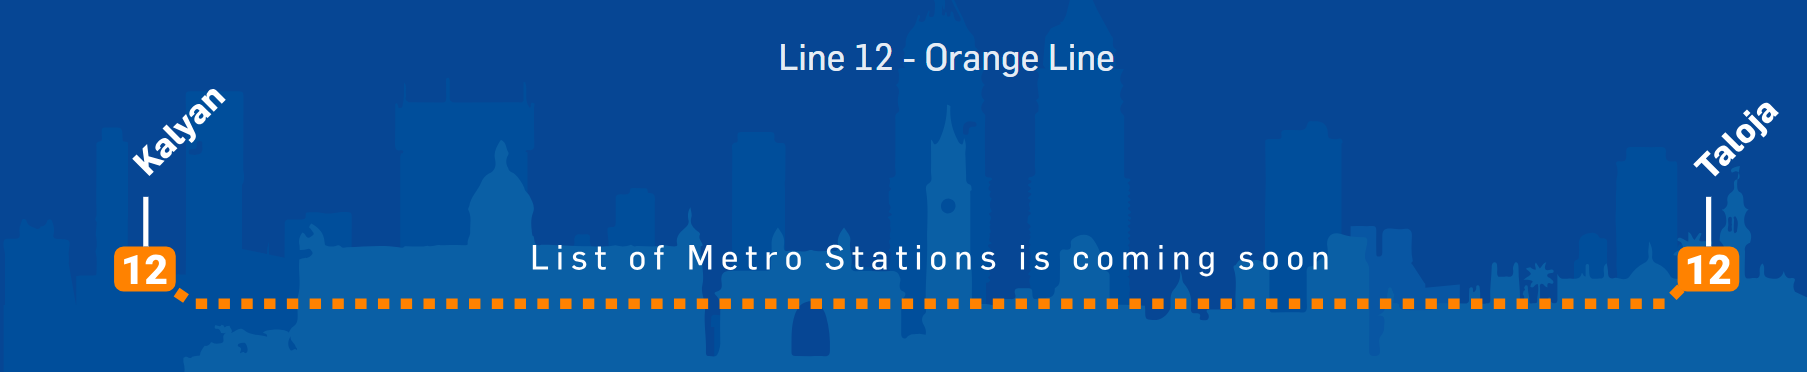 Line 12 - Orange Line
Kalyan
Taloja
List of Metro Stations is coming soon
12
12